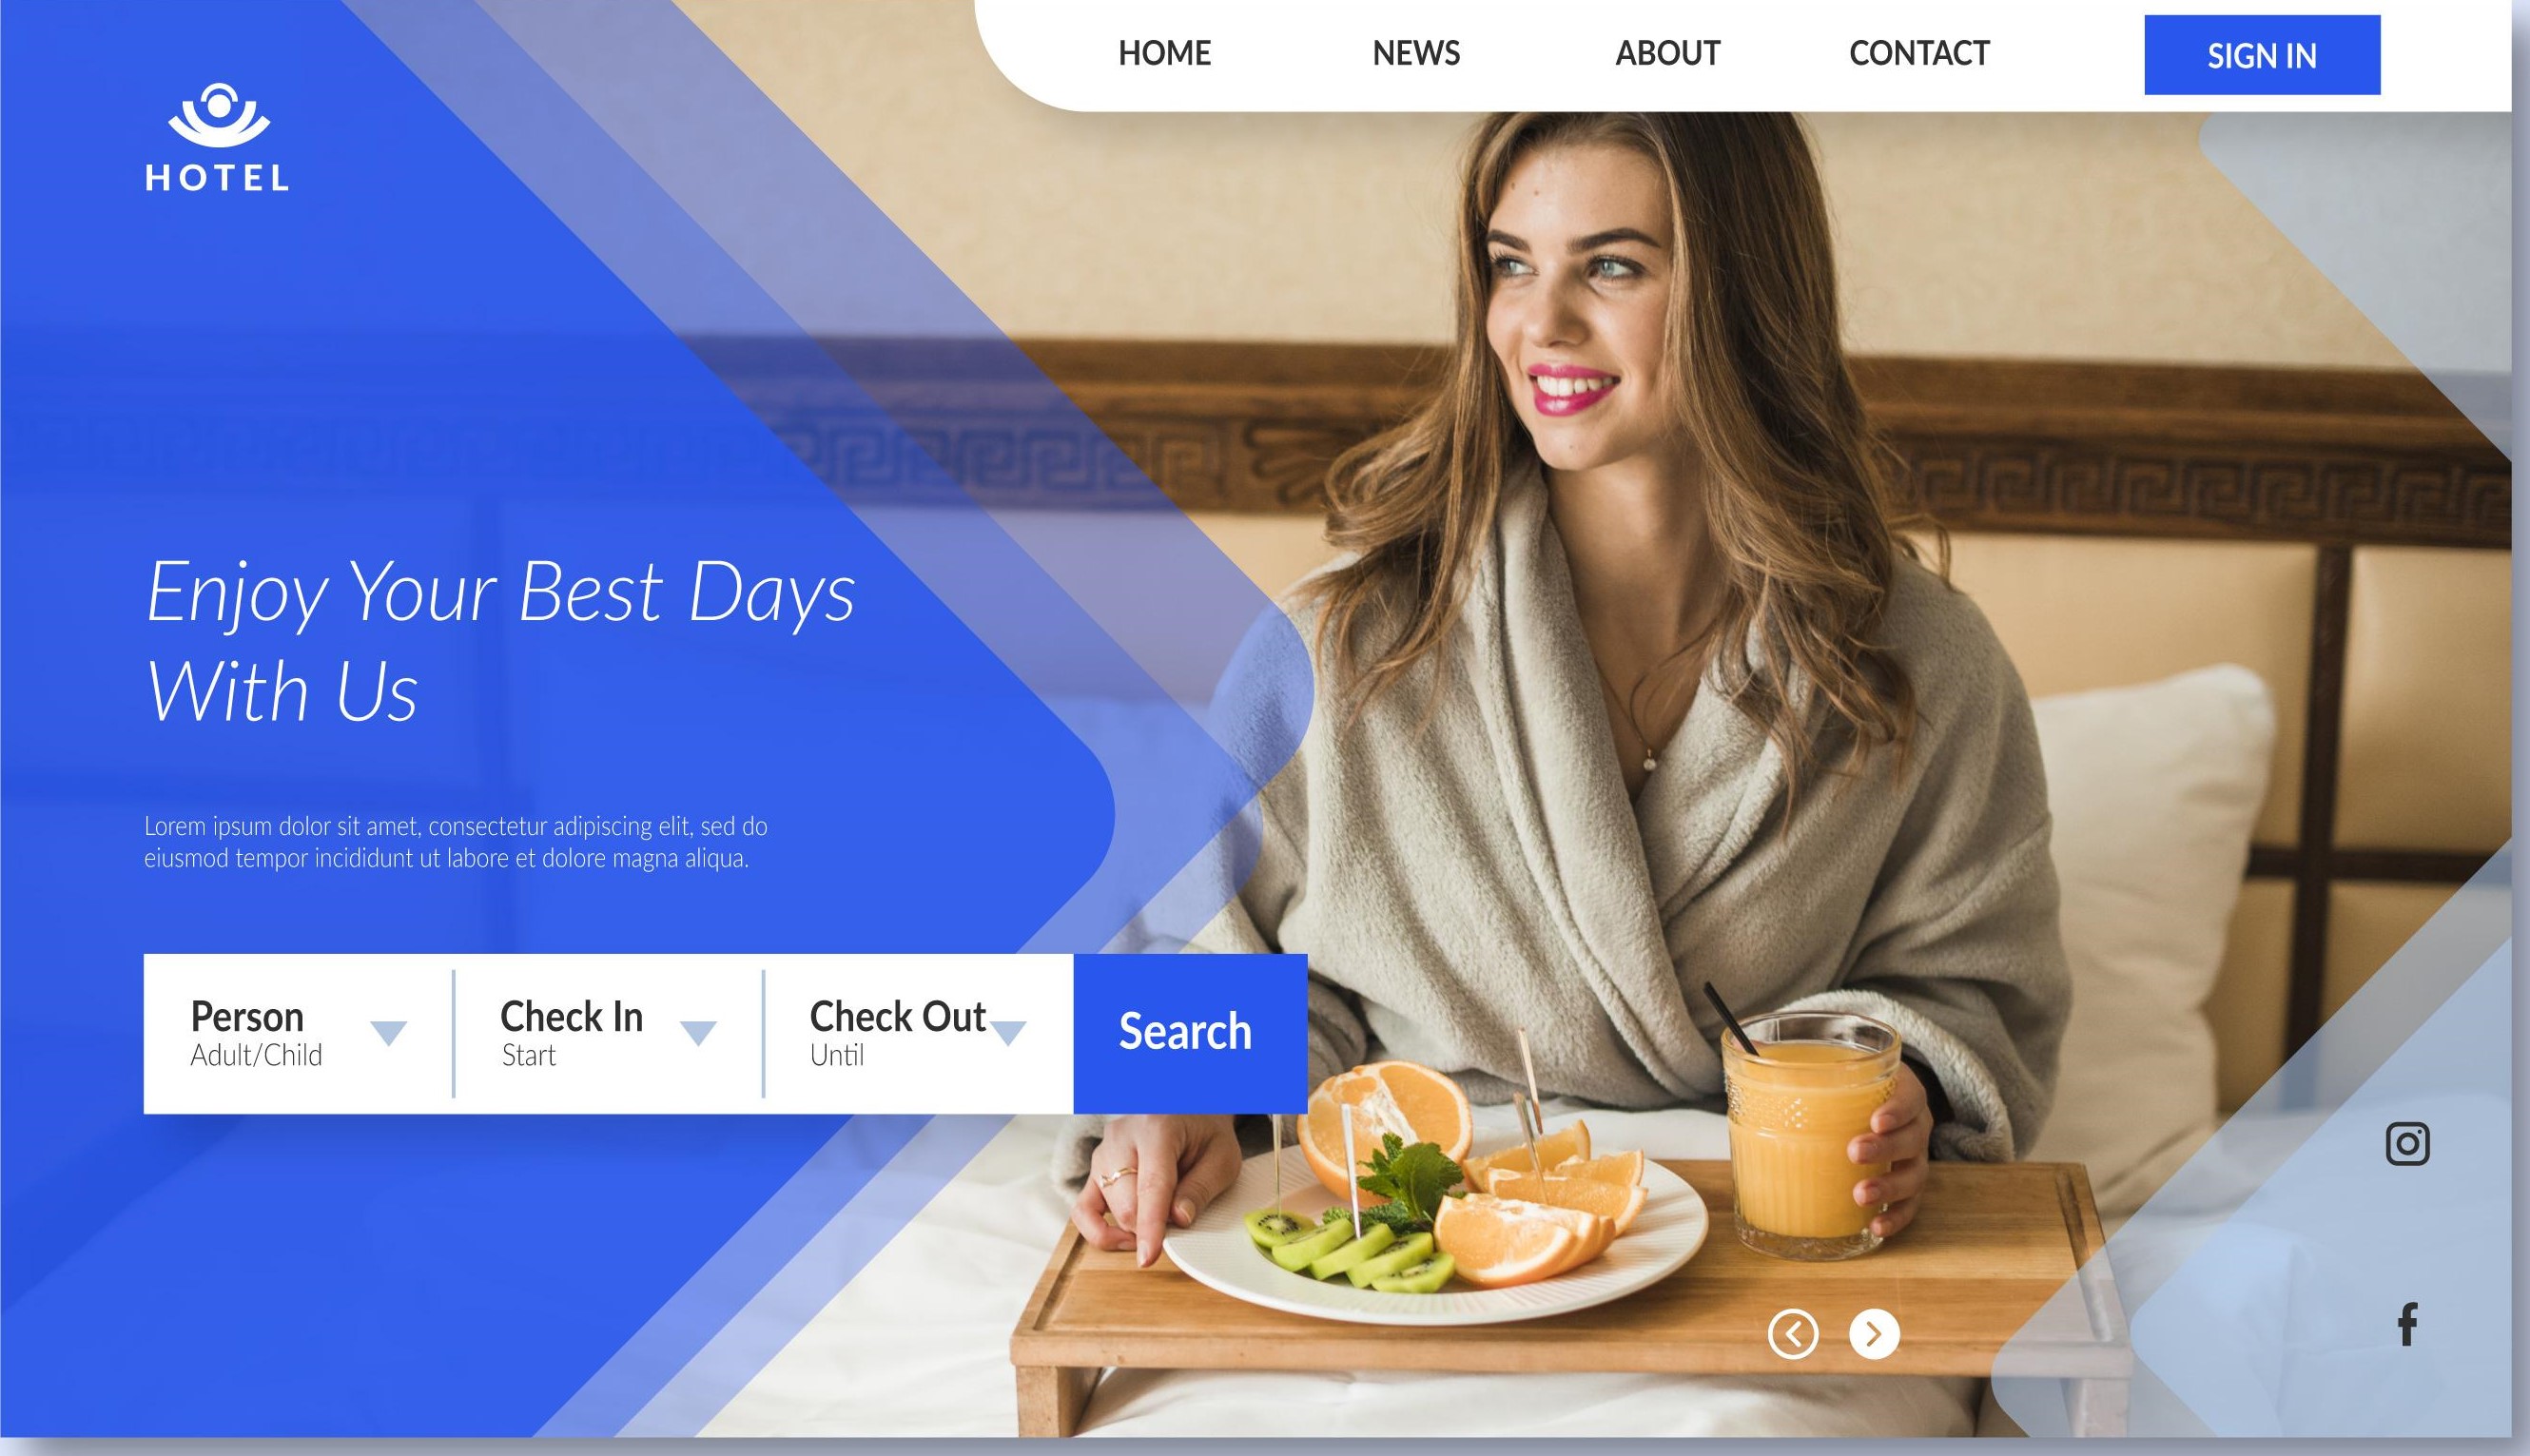 HOME NEWS ABOUT CONTACT SIGN IN
HOTEL
Enjoy Your Best Days
With Us
Lorem ipsum dolor sit amet, consectetur adipiscing elit, sed do
eiusmod tempor incididunt ut labore et dolore magna aliqua.
Person Check In Check Out Search
Adult/Child Start Until